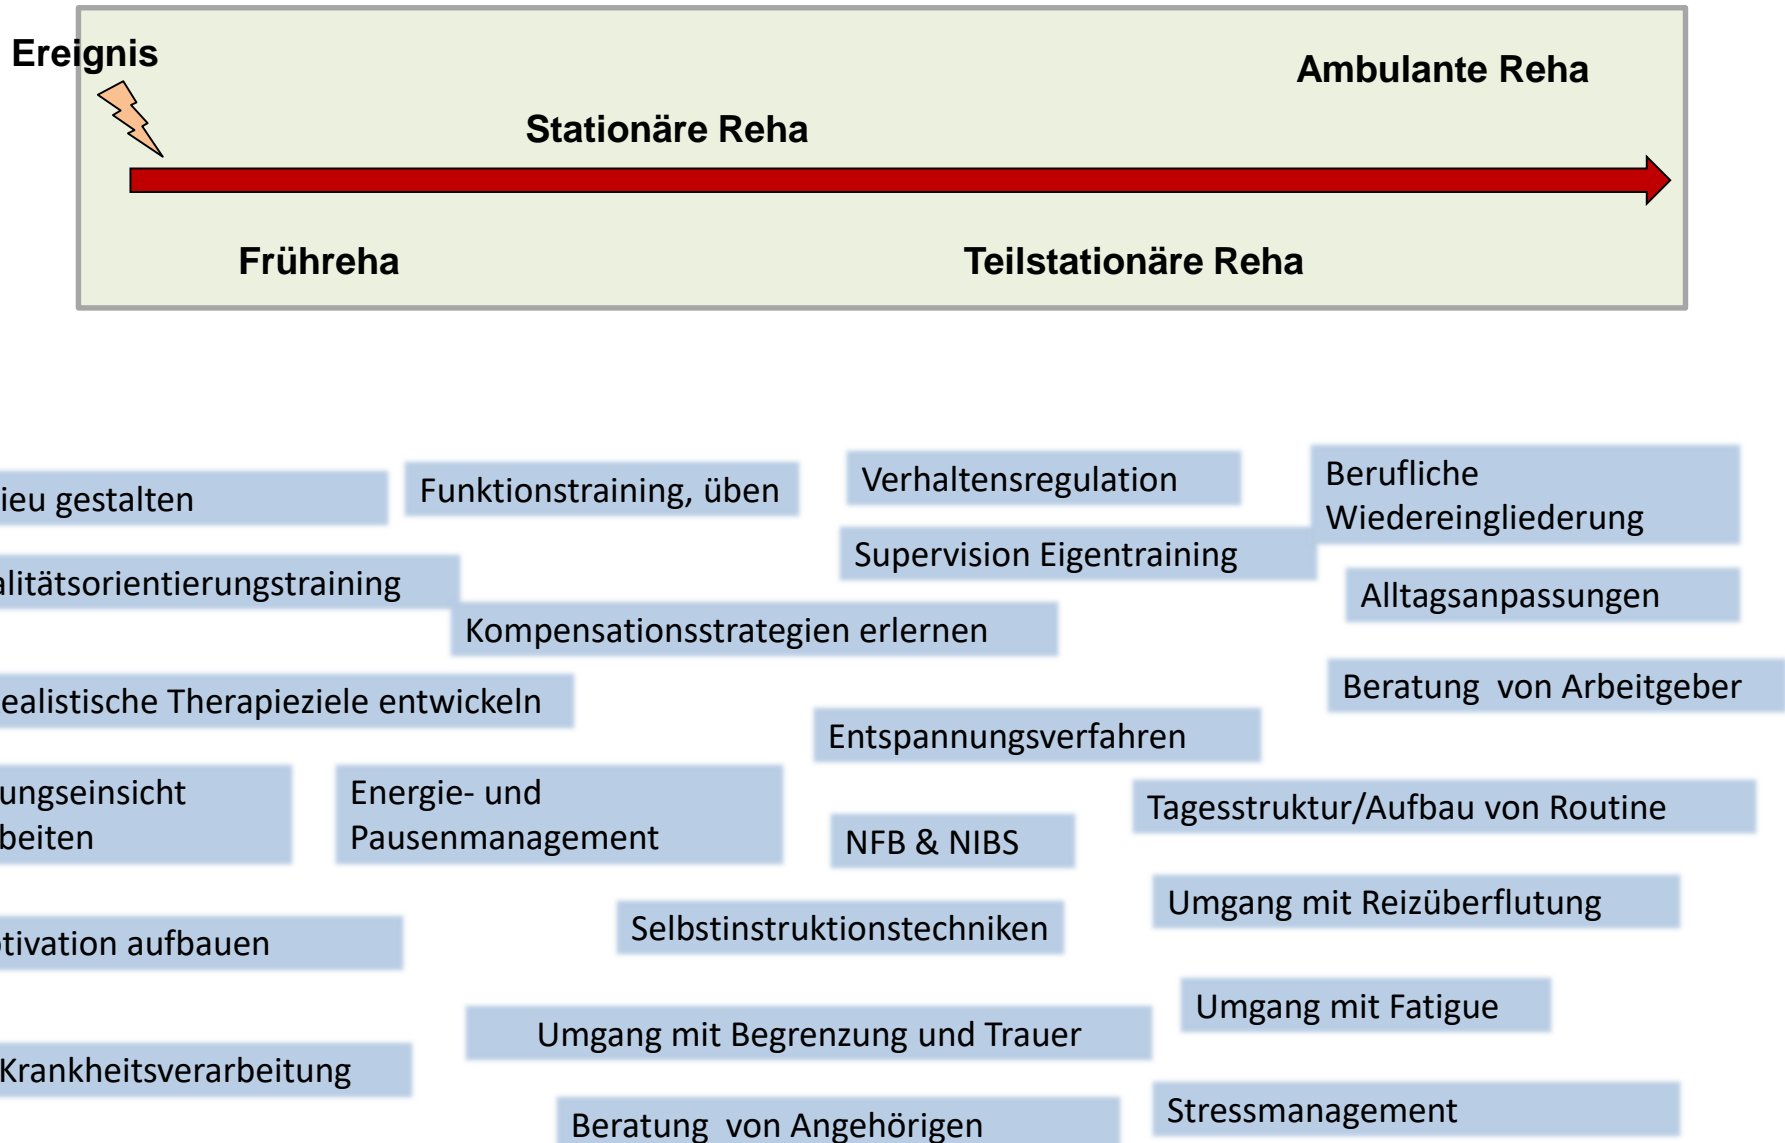 Ereignis
Ambulante Reha
Stationäre Reha
Frühreha
Teilstationäre Reha
ieu gestalten
Funktionstraining, üben
Verhaltensregulation
Berufliche
Wiedereingliederung
alitätsorientierungstraining
Supervision Eigentraining
Alltagsanpassungen
Kompensationsstrategien erlernen
ealistische Therapieziele entwickeln
Beratung  von Arbeitgeber
Entspannungsverfahren
ungseinsicht
beiten
Energie- und
Pausenmanagement
Tagesstruktur/Aufbau von Routine
NFB & NIBS
Umgang mit Reizüberflutung
Selbstinstruktionstechniken
otivation aufbauen
Umgang mit Fatigue
Umgang mit Begrenzung und Trauer
Krankheitsverarbeitung
Stressmanagement
Beratung  von Angehörigen